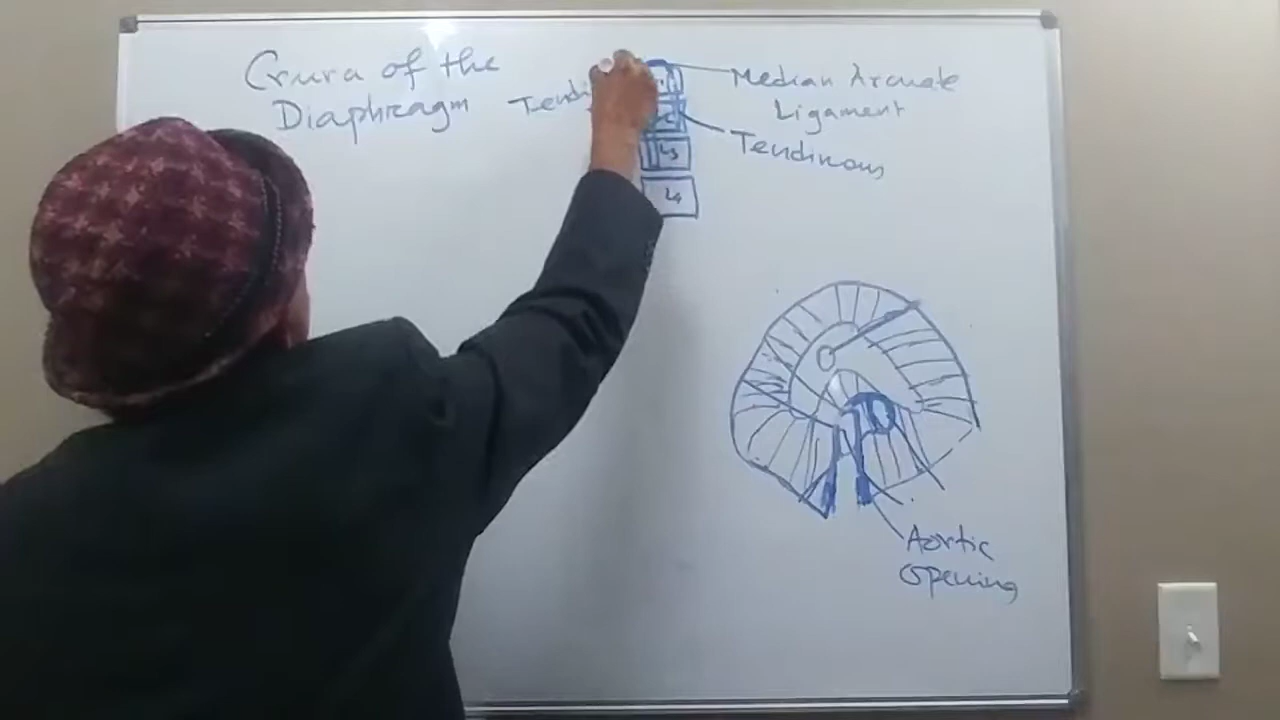 Crura of the
Diaphragm
Median Arcuate
Ligament
Tendinous
L3
L4
Aortic
Opening